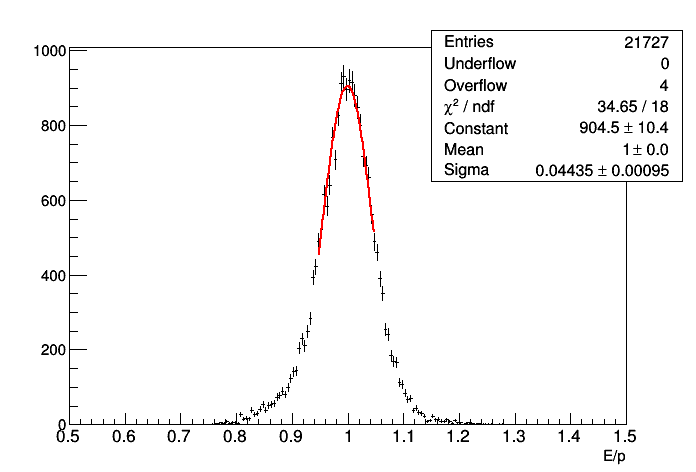 Entries 21727
Underflow 0
Overflow 4
χ² / ndf 34.65 / 18
Constant 904.5 ± 10.4
Mean 1 ± 0.0
Sigma 0.04435 ± 0.00095
1000
800
600
400
200
0
0.5 0.6 0.7 0.8 0.9 1 1.1 1.2 1.3 1.4 1.5
E/p